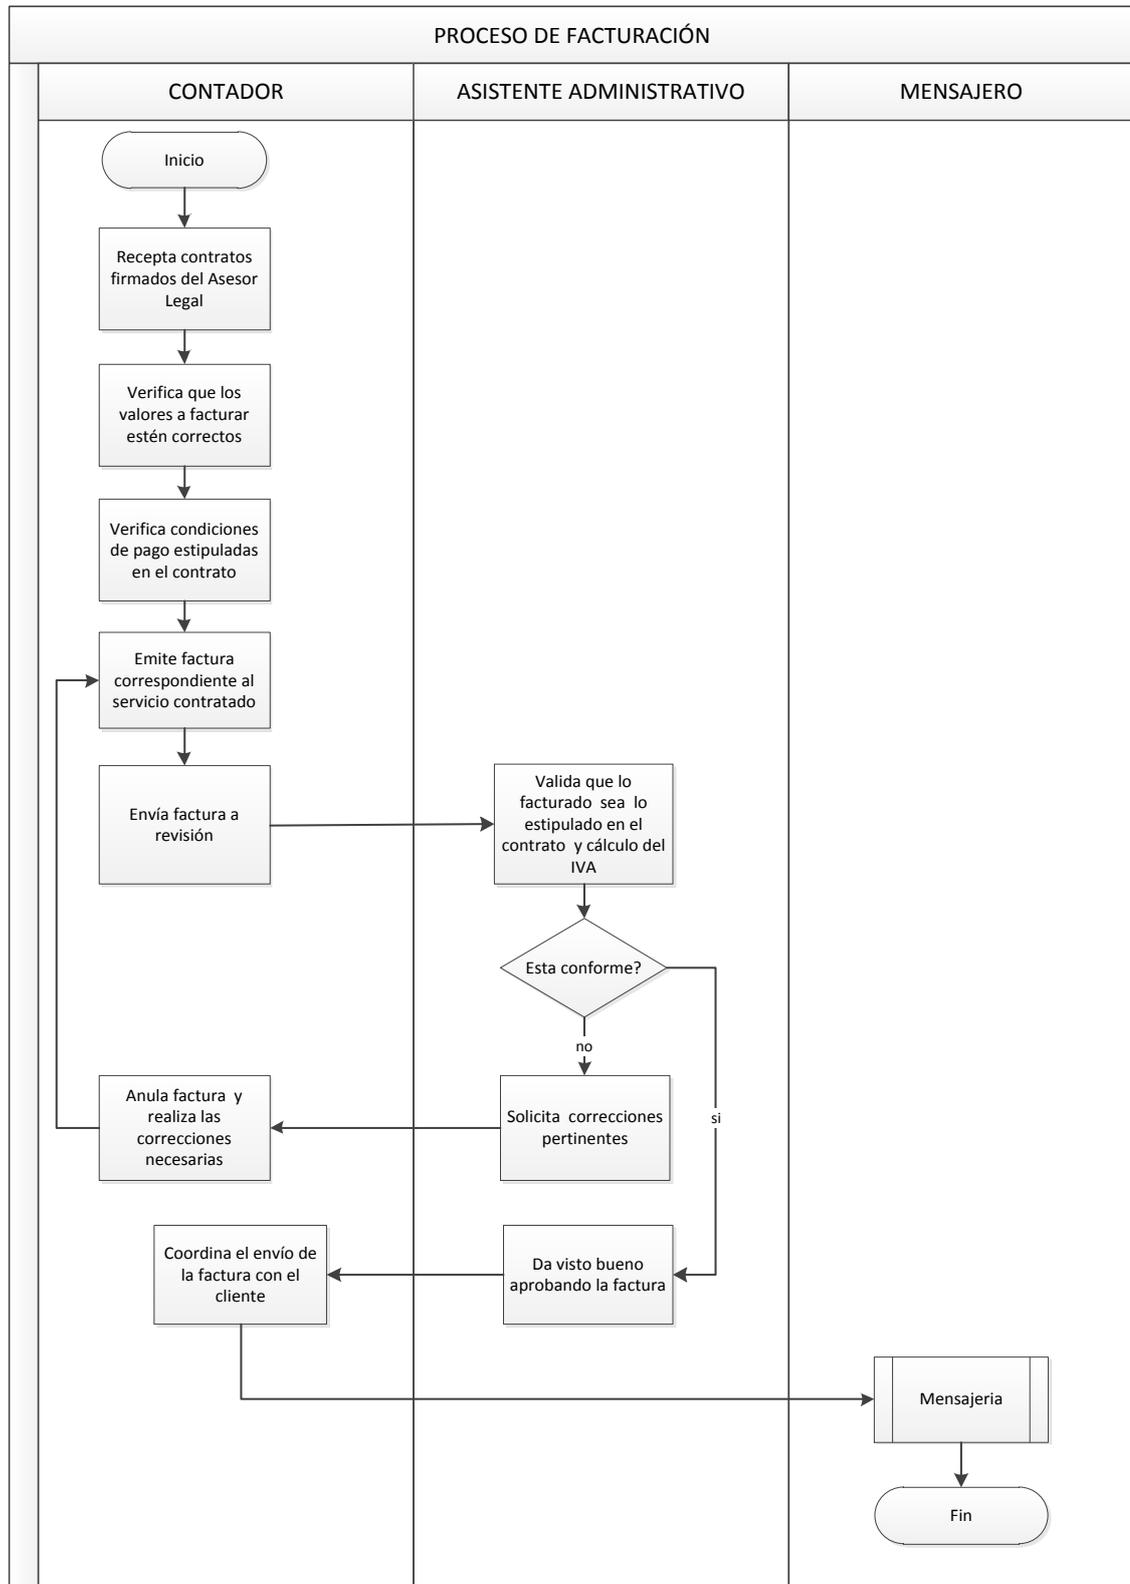 PROCESO DE FACTURACIÓN
CONTADOR
ASISTENTE ADMINISTRATIVO
MENSAJERO
Inicio
Recepta contratos
firmados del Asesor
Legal
Verifica que los
valores a facturar
estén correctos
Verifica condiciones
de pago estipuladas
en el contrato
Emite factura
correspondiente al
servicio contratado
Envía factura a
revisión
Valida que lo
facturado sea lo
estipulado en el
contrato y cálculo del
IVA
Esta conforme?
no
si
Solicita correcciones
pertinentes
Anula factura y
realiza las
correcciones
necesarias
Da visto bueno
aprobando la factura
Coordina el envío de
la factura con el
cliente
Mensajeria
Fin